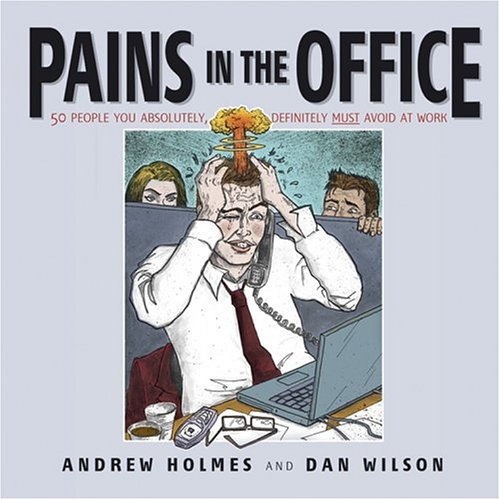 PAINS IN THE OFFICE
50 PEOPLE YOU ABSOLUTELY, DEFINITELY MUST AVOID AT WORK
ANDREW HOLMES AND DAN WILSON